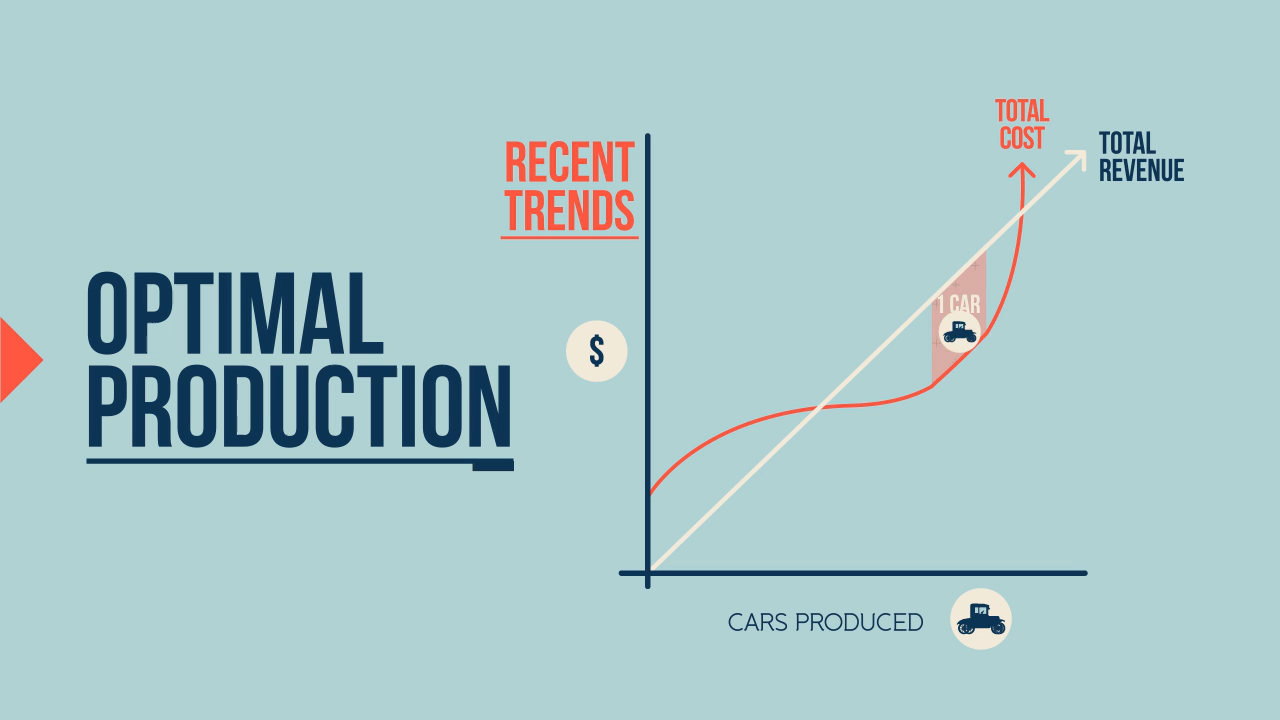 OPTIMAL
PRODUCTION
RECENT
TRENDS
$
TOTAL
COST
TOTAL
REVENUE
1 CAR
CARS PRODUCED